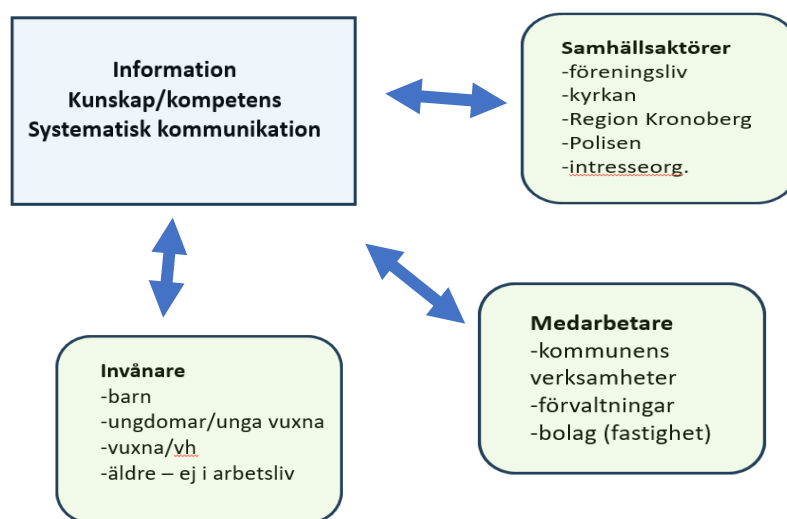 Information
Kunskap/kompetens
Systematisk kommunikation
Samhällsaktörer
-föreningsliv
-kyrkan
-Region Kronoberg
-Polisen
-intresseorg.
Medarbetare
-kommunens
verksamheter
-förvaltningar
-bolag (fastighet)
Invånare
-barn
-ungdomar/unga vuxna
-vuxna/vh
-äldre – ej i arbetsliv